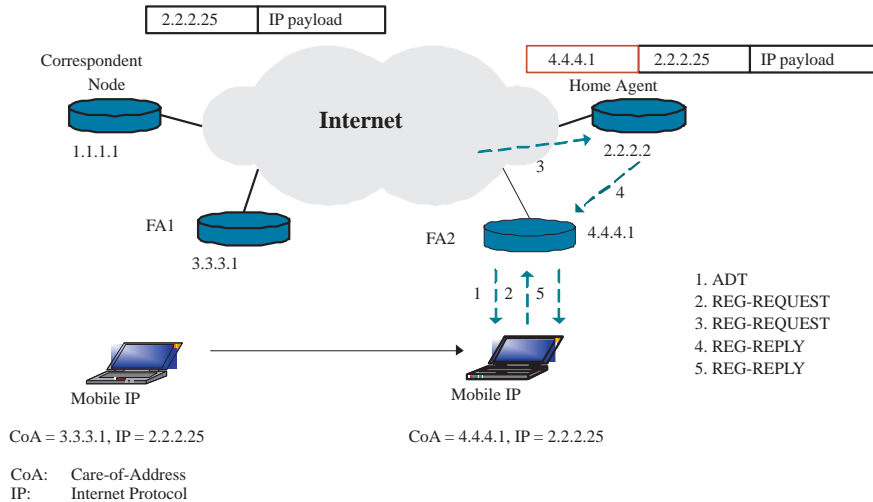 2.2.2.25 IP payload
4.4.4.1 2.2.2.25 IP payload
Correspondent
Node
Home Agent
Internet
1.1.1.1
2.2.2.2
3
4
FA1
FA2
4.4.4.1
3.3.3.1
1 2 5
1. ADT
2. REG-REQUEST
3. REG-REQUEST
4. REG-REPLY
5. REG-REPLY
Mobile IP
Mobile IP
CoA = 3.3.3.1, IP = 2.2.2.25
CoA = 4.4.4.1, IP = 2.2.2.25
CoA: Care-of-Address
IP: Internet Protocol